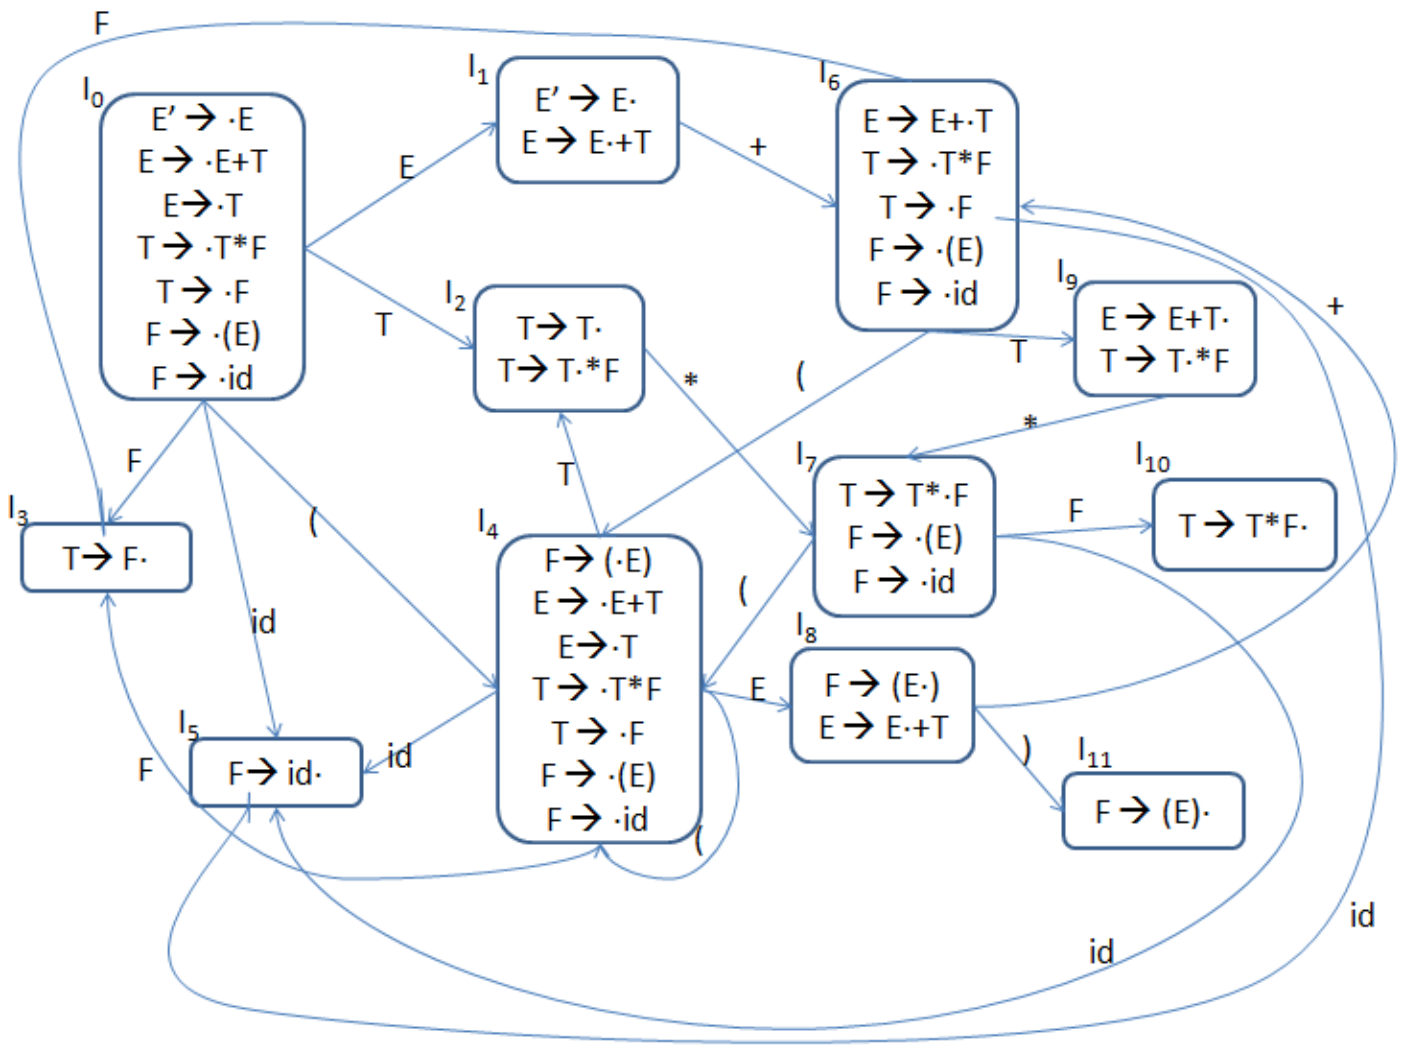 F
I₀
E’ → ·E
E → ·E+T
E→·T
T → ·T*F
T → ·F
F → ·(E)
F → ·id
E
T
F
(
id
I₁
E’ → E·
E → E·+T
+
I₂
T→ T·
T→ T·*F
*
T
I₃
T→ F·
I₄
F→ (·E)
E → ·E+T
E→·T
T → ·T*F
T → ·F
F → ·(E)
F → ·id
E
id
F
(
I₅
F→ id·
I₆
E → E+·T
T→ ·T*F
T → ·F
F → ·(E)
F → ·id
(
T
I₇
T → T*·F
F → ·(E)
F → ·id
(
F
I₈
F → (E·)
E → E·+T
)
+
I₉
E → E+T·
T → T·*F
*
I₁₀
T → T*F·
I₁₁
F → (E)·
id
id